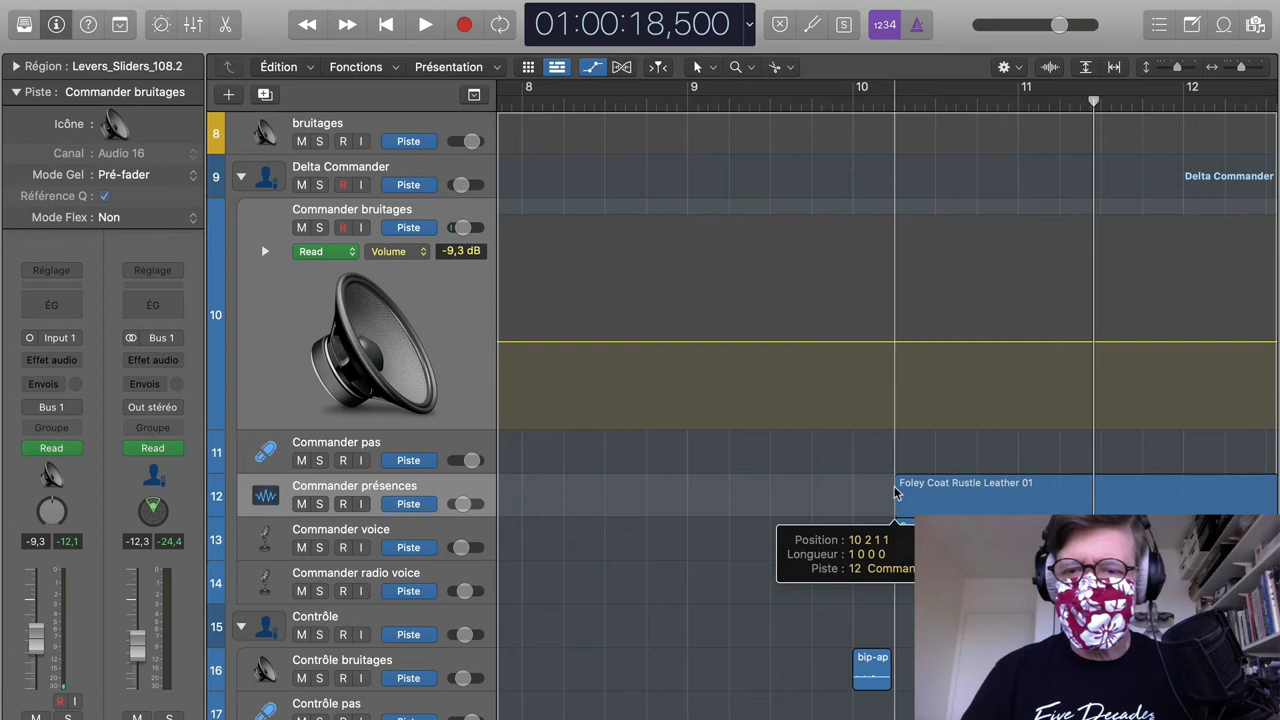 01:00:18,500
1234
Région : Levers_Sliders_108.2
Édition
Fonctions
Présentation
Piste : Commander bruitages
8
9
10
11
12
Icône :
Canal : Audio 16
Mode Gel : Pré-fader
Référence Q :
Mode Flex : Non
8
bruitages
M S R I Piste
9
Delta Commander
M S R I Piste
Delta Commander
10
Commander bruitages
M S R I Piste
Read
Volume
-9,3 dB
Réglage
Réglage
ÉG
ÉG
Input 1
Bus 1
Effet audio
Effet audio
Envois
Envois
Bus 1
Out stéréo
Groupe
Groupe
Read
Read
-9,3
-12,1
-12,3
-24,4
R I
M
S
M
S
11
Commander pas
M S R I Piste
12
Commander présences
M S R I Piste
Foley Coat Rustle Leather 01
Position : 10 2 1 1
Longueur : 1 0 0 0
Piste : 12 Comman
13
Commander voice
M S R I Piste
14
Commander radio voice
M S R I Piste
15
Contrôle
M S R I Piste
16
Contrôle bruitages
M S R I Piste
bip-ap
17
Contrôle pas
Five Decades